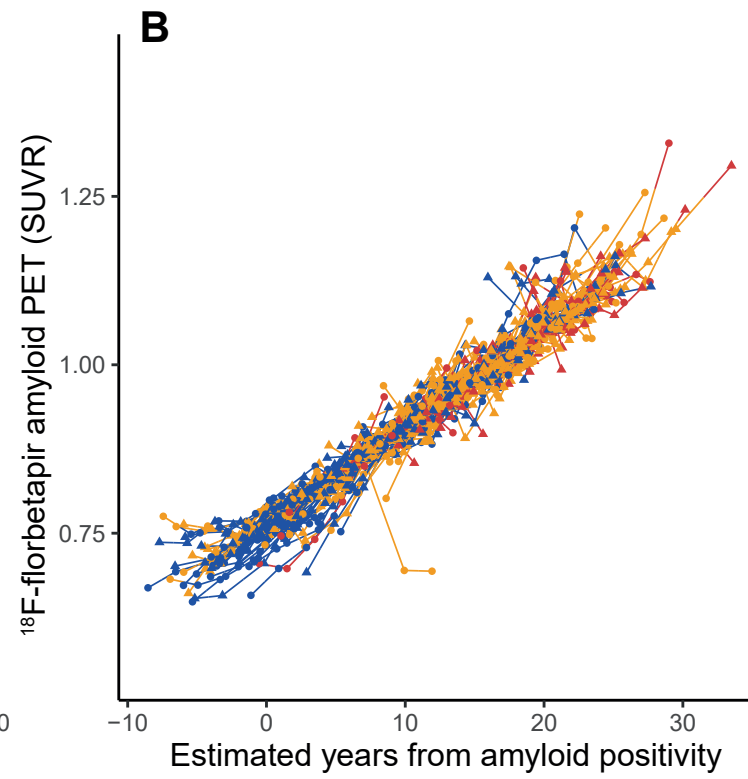 B
¹⁸F-florbetapir amyloid PET (SUVR)
1.25
1.00
0.75
0
−10 0 10 20 30
Estimated years from amyloid positivity